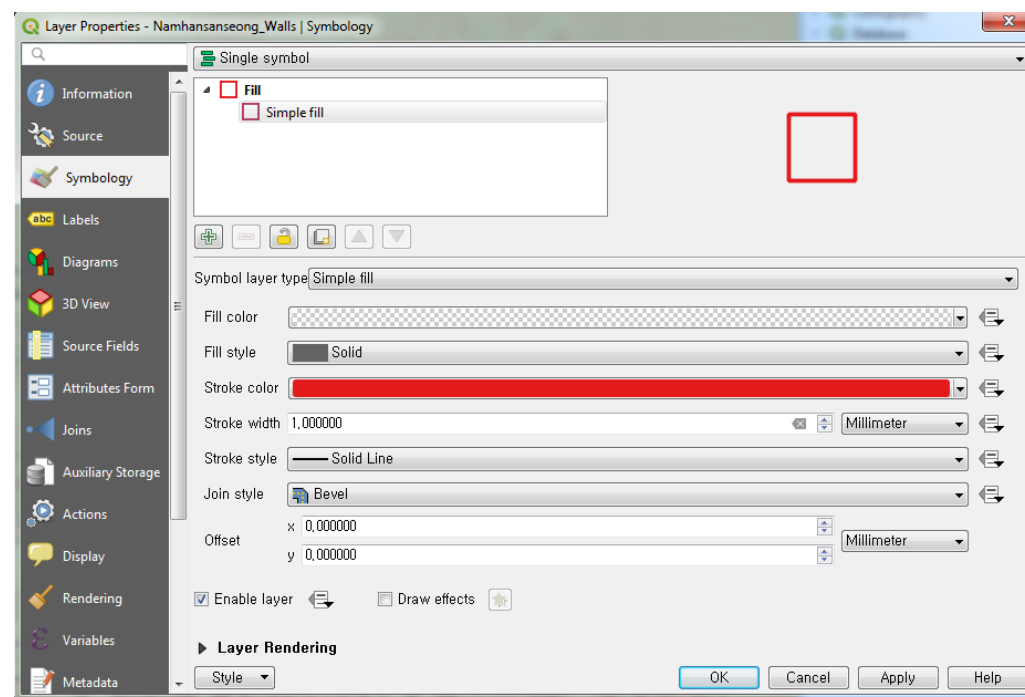 Layer Properties - Namhansanseong_Walls | Symbology
Single symbol
Information
Source
Symbology
abc Labels
Diagrams
3D View
Source Fields
Attributes Form
Joins
Auxiliary Storage
Actions
Display
Rendering
Variables
Metadata
Fill
Simple fill
Symbol layer type Simple fill
Fill color
Fill style Solid
Stroke color
Stroke width 1,000000 Millimeter
Stroke style Solid Line
Join style Bevel
Offset x 0,000000 Millimeter
y 0,000000
Enable layer Draw effects
Layer Rendering
Style OK Cancel Apply Help